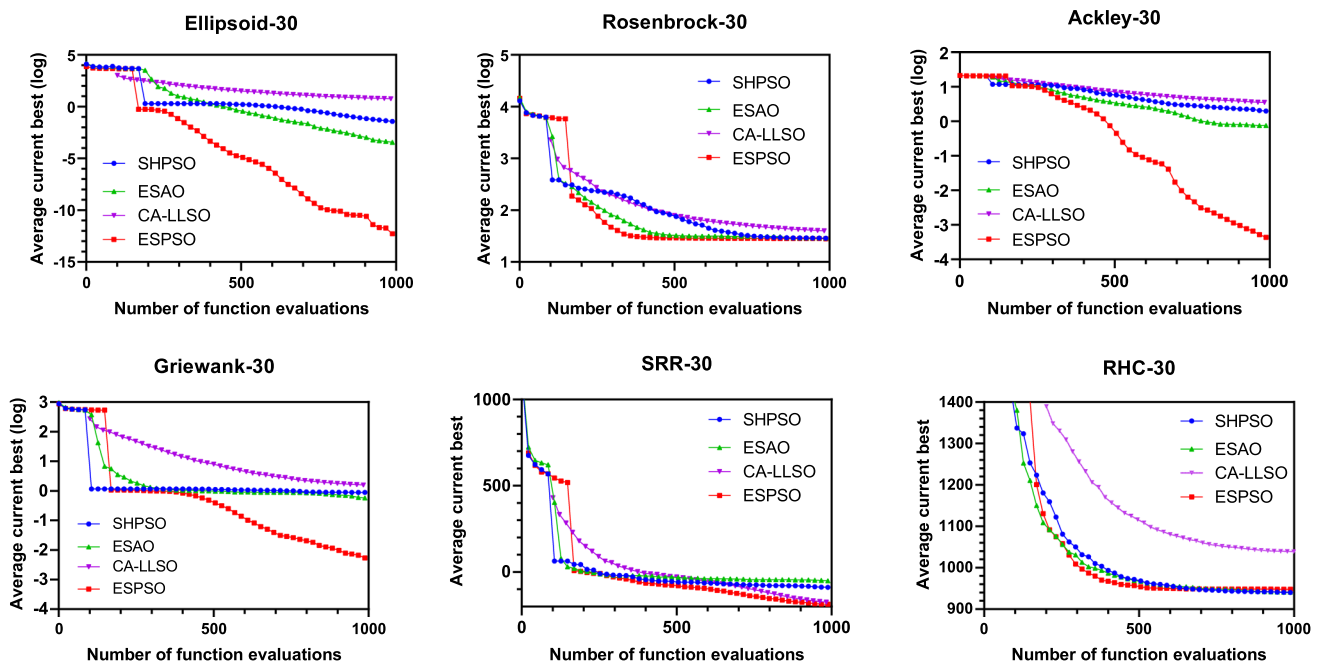 Ellipsoid-30
Average current best (log)
5
0
-5
-10
-15
SHPSO
ESAO
CA-LLSO
ESPSO
0
500
1000
Number of function evaluations
Rosenbrock-30
Average current best (log)
5
4
3
2
1
SHPSO
ESAO
CA-LLSO
ESPSO
0
500
1000
Number of function evaluations
Ackley-30
Average current best (log)
2
1
0
-1
-2
-3
-4
SHPSO
ESAO
CA-LLSO
ESPSO
0
500
1000
Number of function evaluations
Griewank-30
Average current best (log)
3
2
1
0
-1
-2
-3
-4
SHPSO
ESAO
CA-LLSO
ESPSO
0
500
1000
Number of function evaluations
SRR-30
Average current best
1000
500
0
SHPSO
ESAO
CA-LLSO
ESPSO
0
500
1000
Number of function evaluations
RHC-30
Average current best
1400
1300
1200
1100
1000
900
SHPSO
ESAO
CA-LLSO
ESPSO
0
500
1000
Number of function evaluations